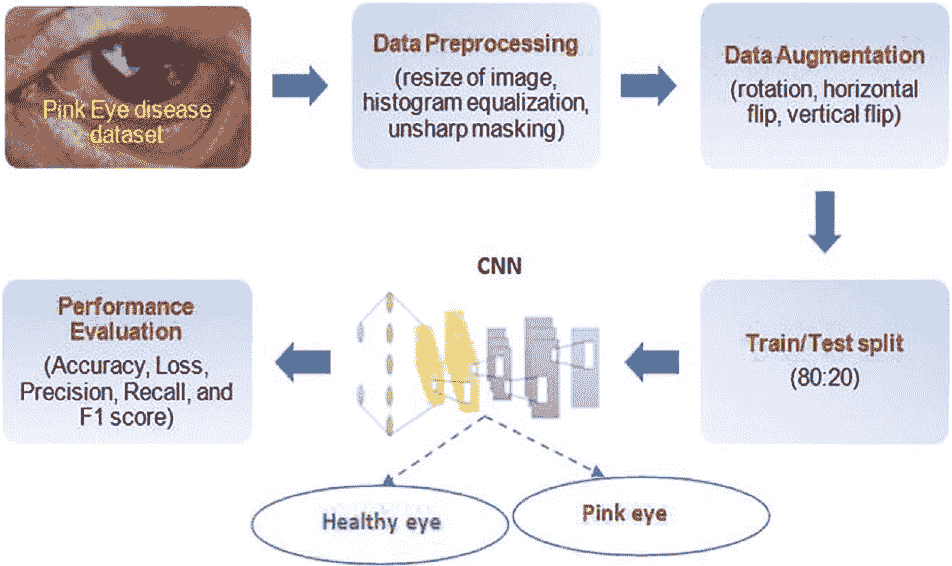 Pink Eye disease
dataset
Data Preprocessing
(resize of image,
histogram equalization,
unsharp masking)
Data Augmentation
(rotation, horizontal
flip, vertical flip)
Train/Test split
(80:20)
CNN
Performance
Evaluation
(Accuracy, Loss,
Precision, Recall, and
F1 score)
Healthy eye
Pink eye